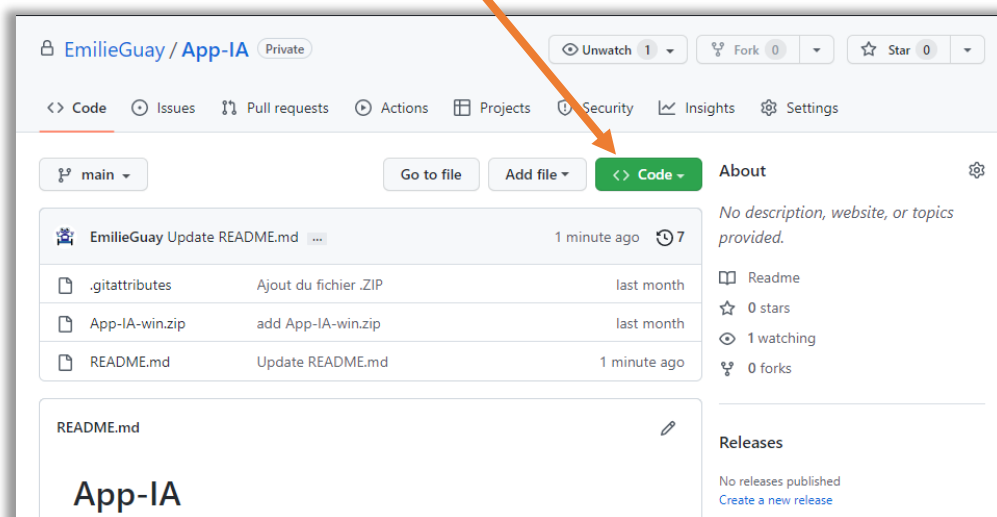 EmilieGuay / App-IA Private Unwatch 1 Fork 0 Star 0
<> Code Issues Pull requests Actions Projects Security Insights Settings
main Go to file Add file <> Code
EmilieGuay Update README.md ... 1 minute ago 7
.gitattributes Ajout du fichier .ZIP last month
App-IA-win.zip add App-IA-win.zip last month
README.md Update README.md 1 minute ago
README.md
App-IA
About
No description, website, or topics
provided.
Readme
0 stars
1 watching
0 forks
Releases
No releases published
Create a new release